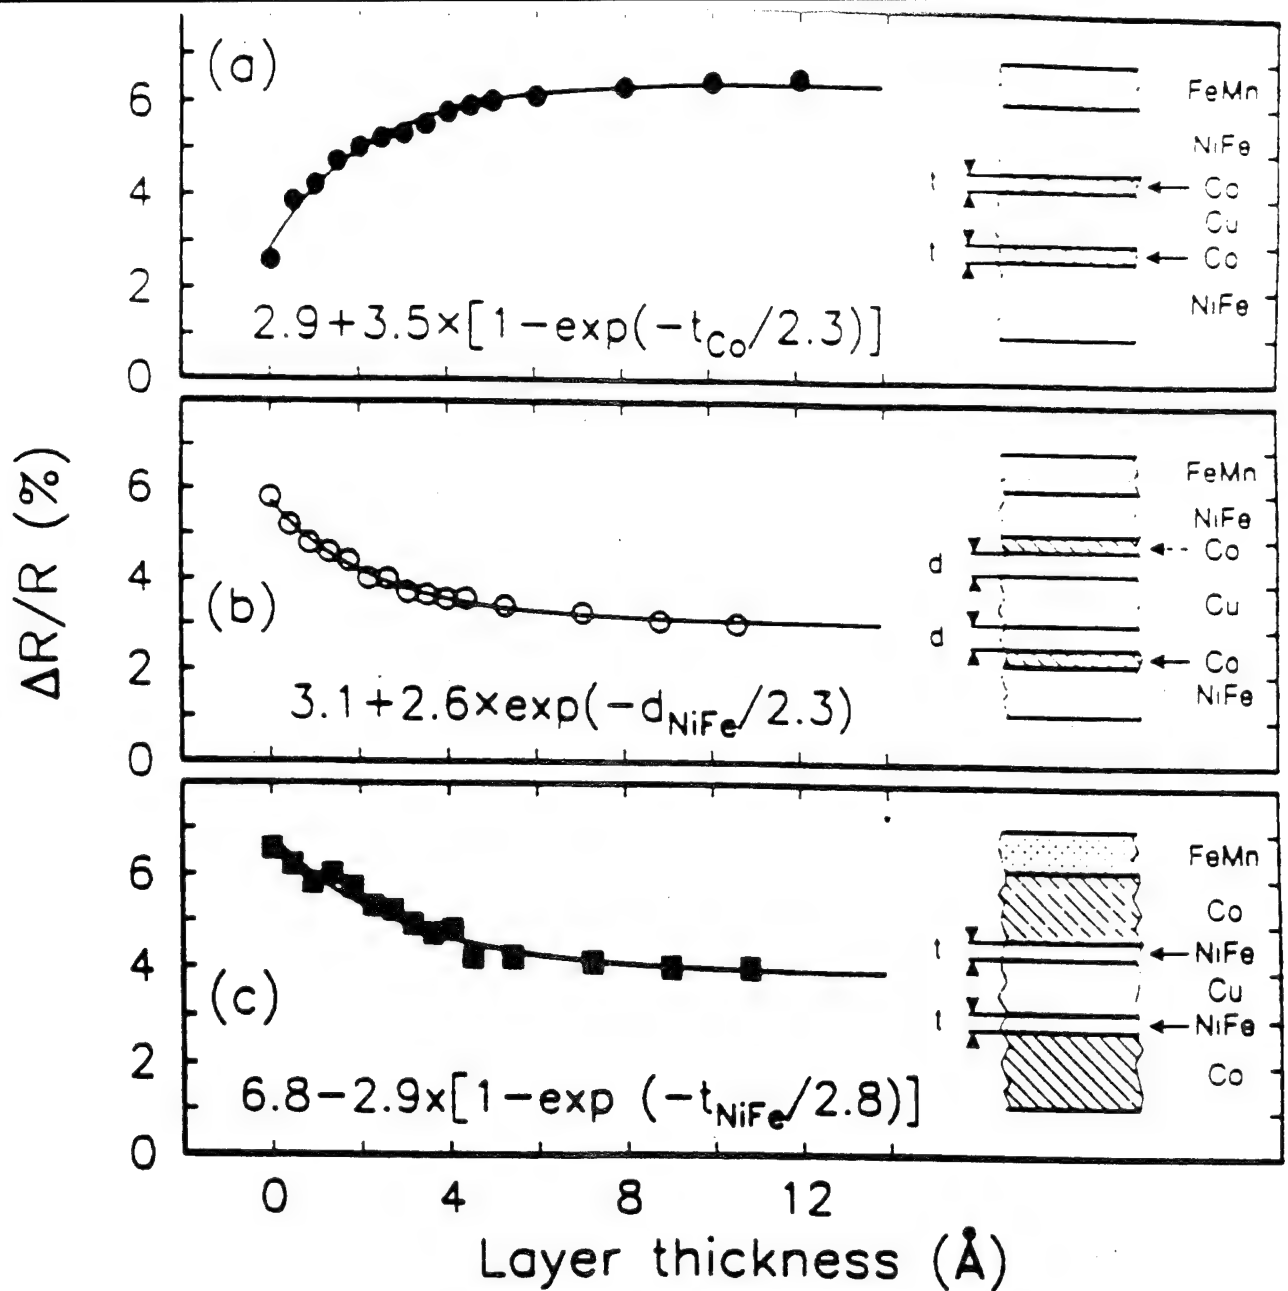 (a)
6
4
2
0
2.9+3.5×[1−exp(−t_Co/2.3)]
FeMn
NiFe
t
Co
Cu
t
Co
NiFe
ΔR/R (%)
6
4
2
0
(b)
3.1+2.6×exp(−d_NiFe/2.3)
FeMn
NiFe
Co
d
Cu
d
Co
NiFe
6
4
2
0
(c)
6.8−2.9×[1−exp (−t_NiFe/2.8)]
FeMn
Co
t
NiFe
Cu
t
NiFe
Co
0 4 8 12
Layer thickness (Å)